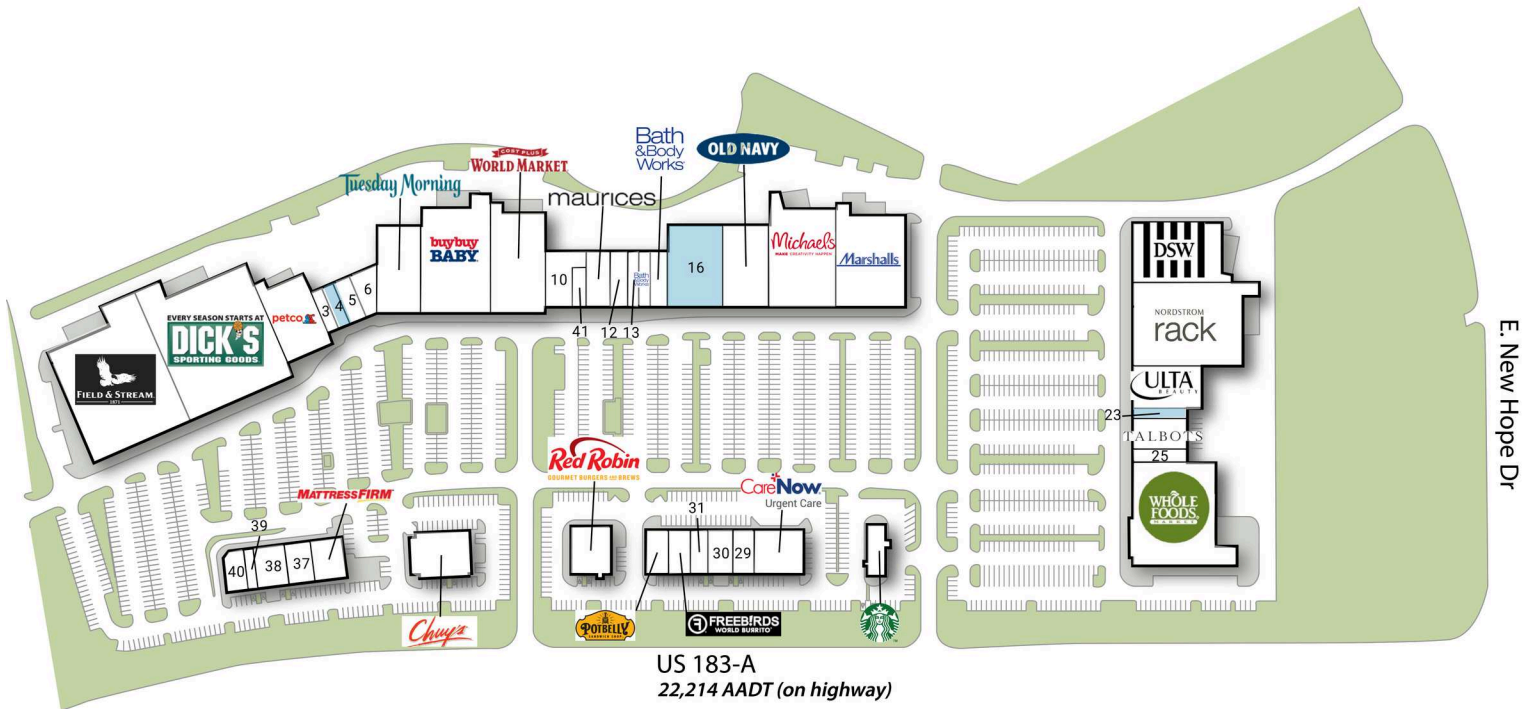 Bath
&Body
Works
OLD NAVY
COST PLUS
WORLD MARKET
Tuesday Morning
maurices
buybuy
BABY
Michaels
MAKE CREATIVITY HAPPEN
Marshalls
DSW
NORDSTROM
rack
ULTA
BEAUTY
23
TALBOTS
25
WHOLE
FOODS
MARKET
E. New Hope Dr
10
16
Bath
&Body
Works
41
12
13
6
5
4
3
petco
EVERY SEASON STARTS AT
DICK'S
SPORTING GOODS
FIELD & STREAM
1871
Red Robin
GOURMET BURGERS AND BREWS
CareNow
Urgent Care
MATTRESSFIRM
39
40
38
37
31
30
29
Chuy's
POTBELLY
SANDWICH SHOP
FREEBIRDS
WORLD BURRITO
US 183-A
22,214 AADT (on highway)